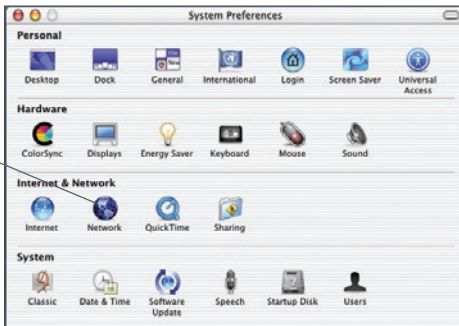 System Preferences
Personal
Desktop Dock General International Login Screen Saver Universal Access
Hardware
ColorSync Displays Energy Saver Keyboard Mouse Sound
Internet & Network
Internet Network QuickTime Sharing
System
Classic Date & Time Software Update Speech Startup Disk Users